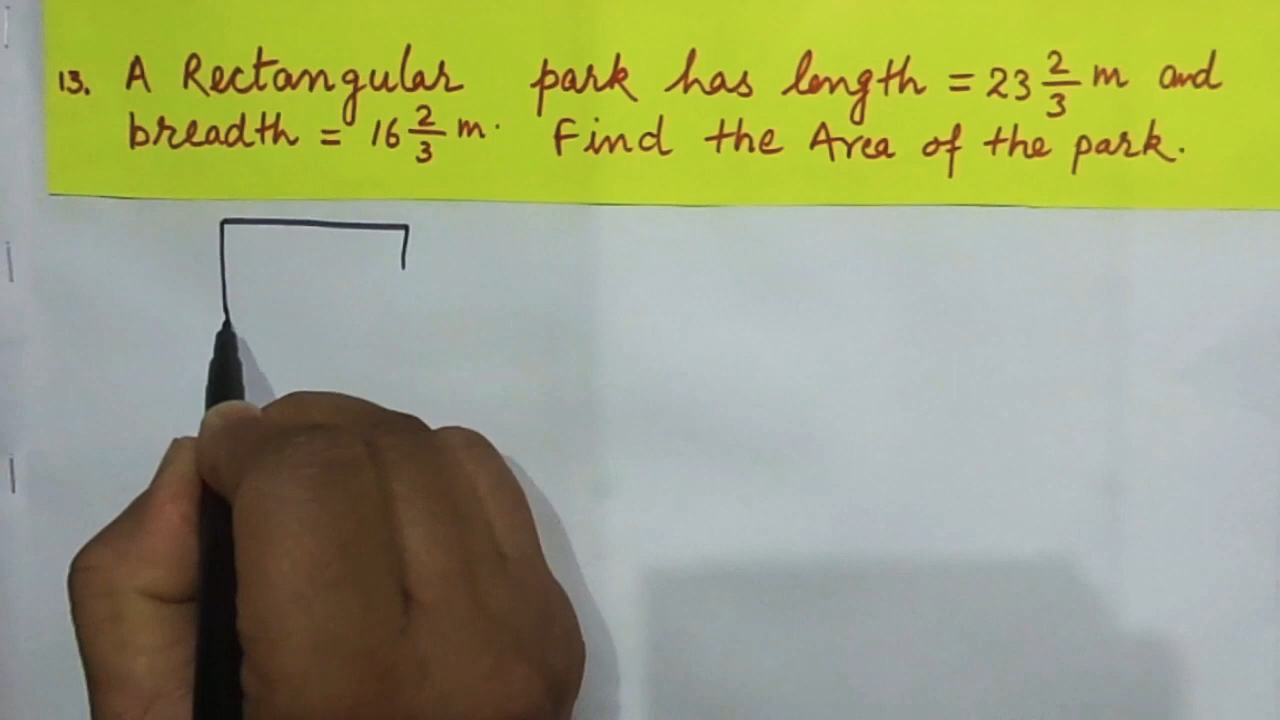 13. A Rectangular park has length = 23 2/3 m and
breadth = 16 2/3 m. Find the Area of the park.